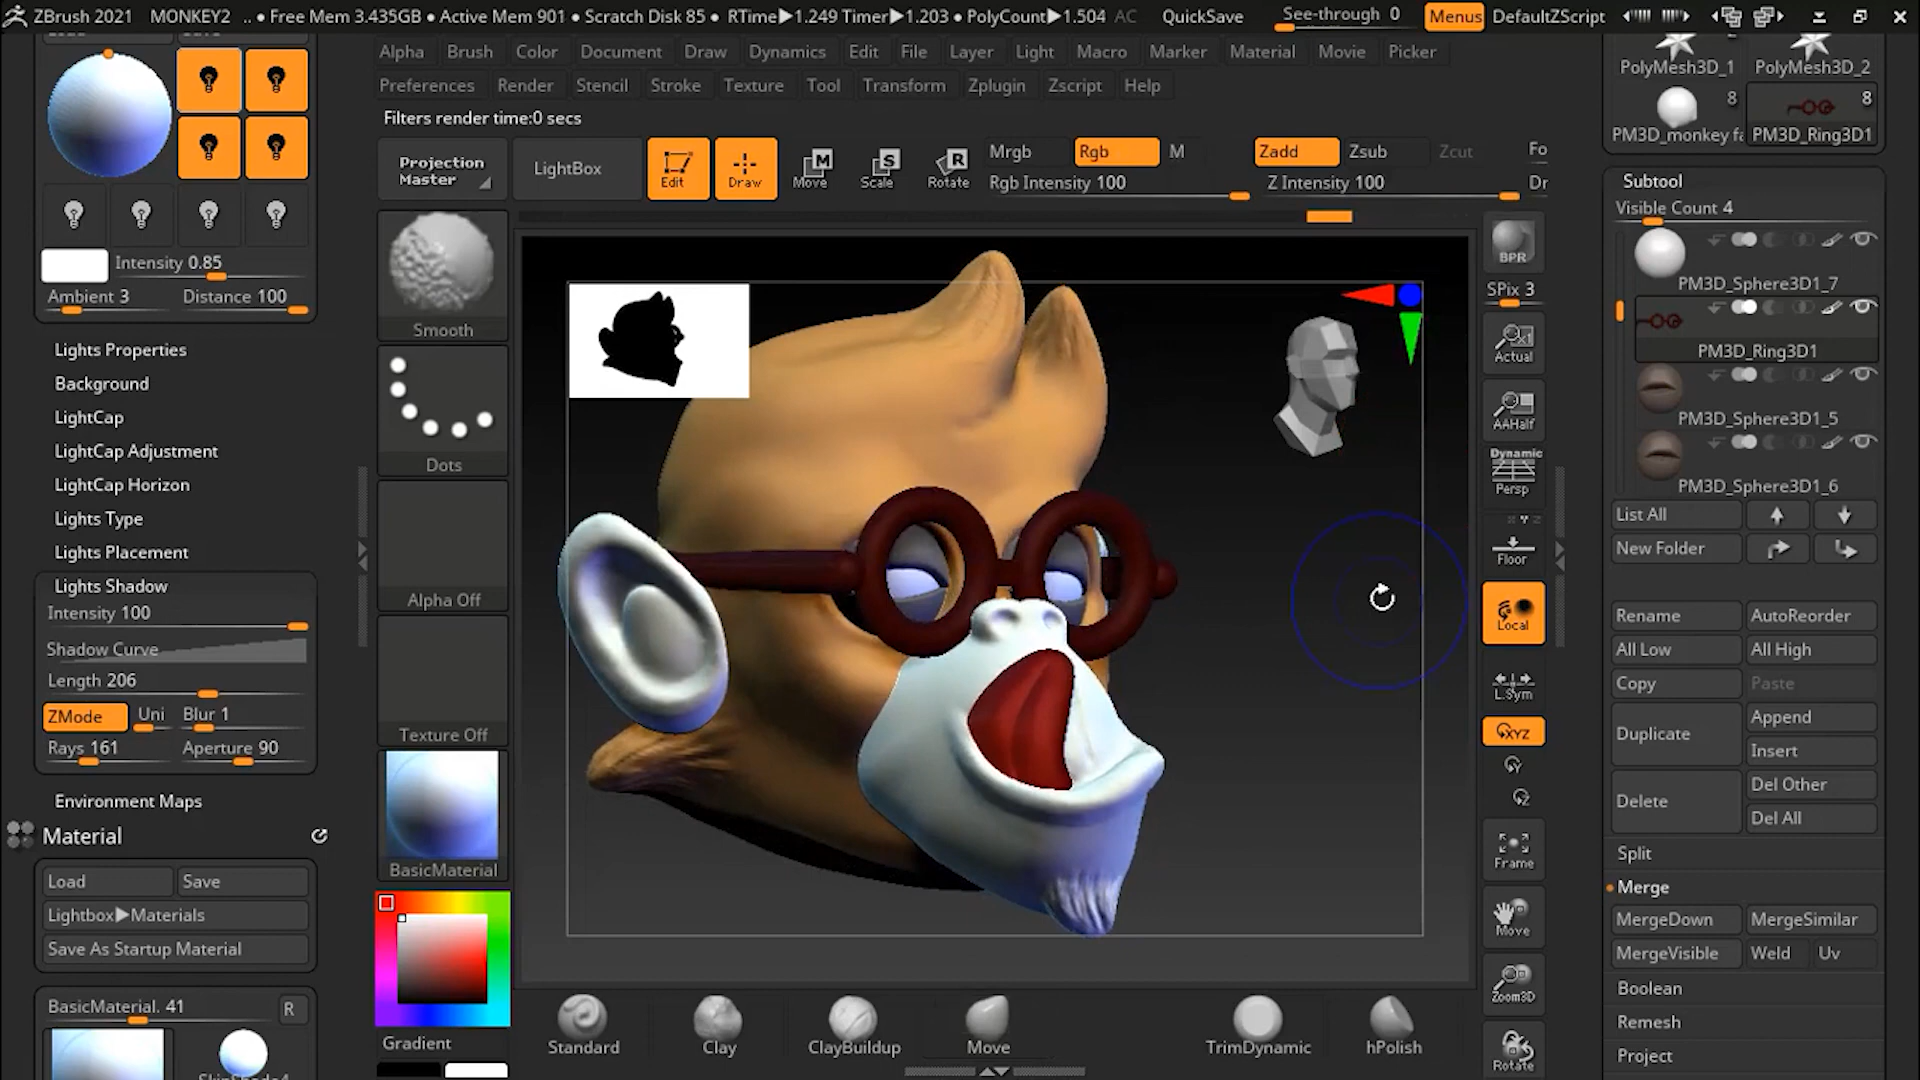 ZBrush 2021 MONKEY2 .. • Free Mem 3.435GB • Active Mem 901 • Scratch Disk 85 • RTime▶1.249 Timer▶1.203 • PolyCount▶1.504 AC QuickSave See-through 0 Menus DefaultZScript
Alpha Brush Color Document Draw Dynamics Edit File Layer Light Macro Marker Material Movie Picker
Preferences Render Stencil Stroke Texture Tool Transform Zplugin Zscript Help
Filters render time:0 secs
Projection Master
LightBox
Edit
Draw
M
Move
S
Scale
R
Rotate
Mrgb Rgb M
Rgb Intensity 100
Zadd Zsub Zcut
Z Intensity 100
Fo
Dr
Intensity 0.85
Ambient 3 Distance 100
Lights Properties
Background
LightCap
LightCap Adjustment
LightCap Horizon
Lights Type
Lights Placement
Lights Shadow
Intensity 100
Shadow Curve
Length 206
ZMode Uni Blur 1
Rays 161 Aperture 90
Environment Maps
Material
Load Save
Lightbox▶Materials
Save As Startup Material
BasicMaterial. 41 R
Smooth
Dots
Alpha Off
Texture Off
BasicMaterial
Gradient
Standard
Clay
ClayBuildup
Move
TrimDynamic
hPolish
BPR
SPix 3
Actual
AAHalf
Dynamic
Persp
Floor
Local
L.Sym
XYZ
Y
Z
Frame
Move
Zoom3D
Rotate
PolyMesh3D_1 PolyMesh3D_2
8 8
PM3D_monkey fa PM3D_Ring3D1
Subtool
Visible Count 4
PM3D_Sphere3D1_7
PM3D_Ring3D1
PM3D_Sphere3D1_5
PM3D_Sphere3D1_6
List All
New Folder
Rename AutoReorder
All Low All High
Copy Paste
Duplicate Append
Insert
Delete Del Other
Del All
Split
Merge
MergeDown MergeSimilar
MergeVisible Weld Uv
Boolean
Remesh
Project